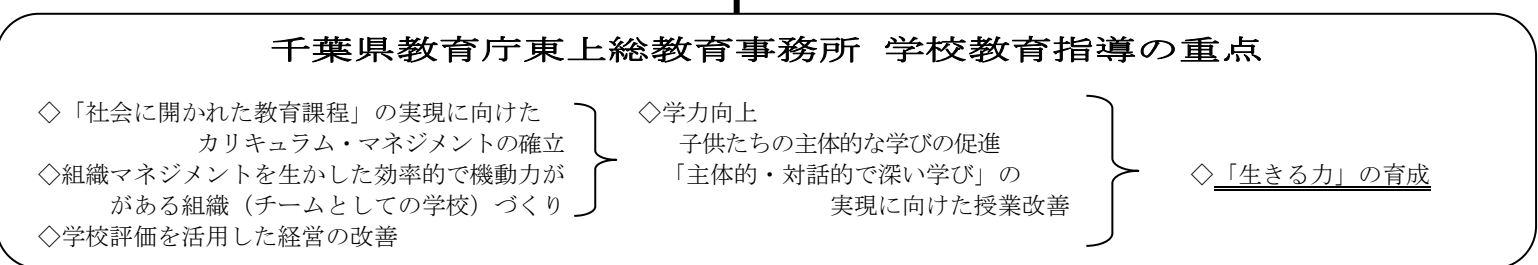 千葉県教育庁東上総教育事務所 学校教育指導の重点
◇「社会に開かれた教育課程」の実現に向けた
カリキュラム・マネジメントの確立
◇組織マネジメントを生かした効率的で機動力が
がある組織（チームとしての学校）づくり
◇学校評価を活用した経営の改善
◇学力向上
子供たちの主体的な学びの促進
「主体的・対話的で深い学び」の
実現に向けた授業改善
◇「生きる力」の育成